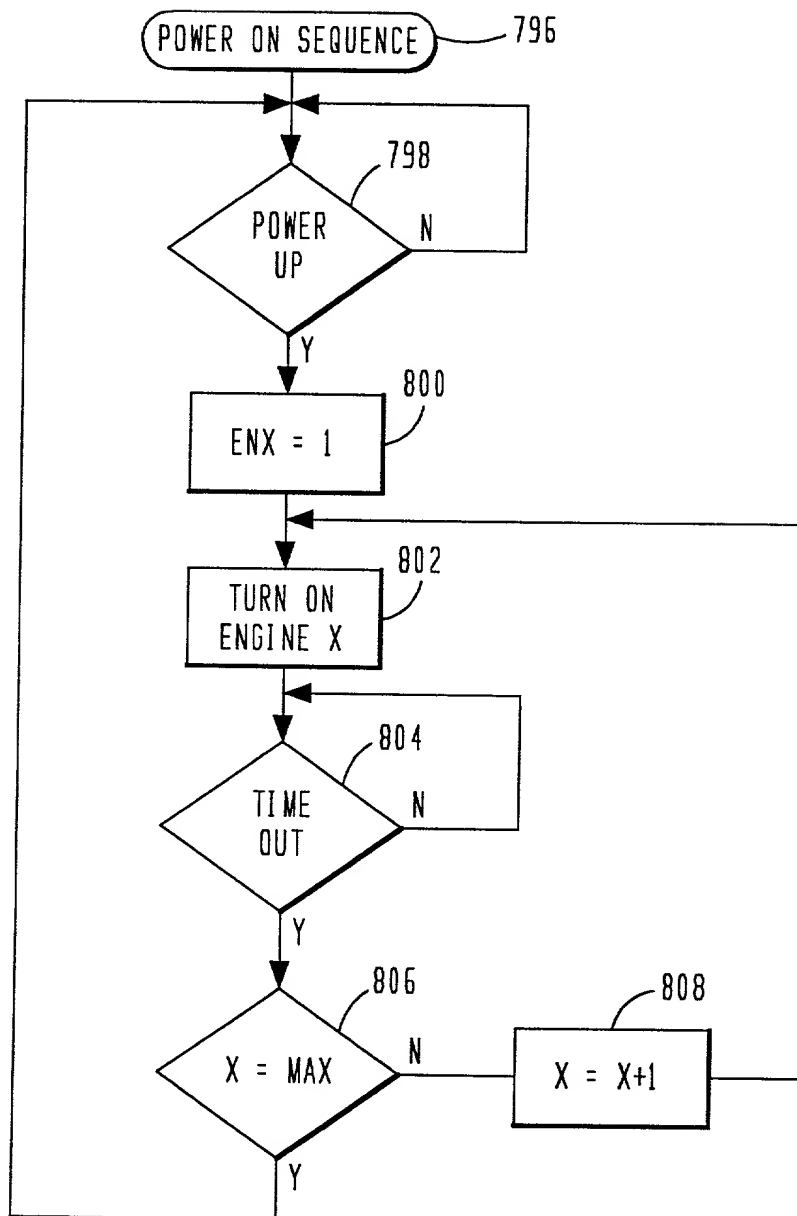 POWER ON SEQUENCE
796
798
POWER
UP
N
Y
800
ENX = 1
802
TURN ON
ENGINE X
804
TIME
OUT
N
Y
806
808
X = MAX
N
X = X+1
Y